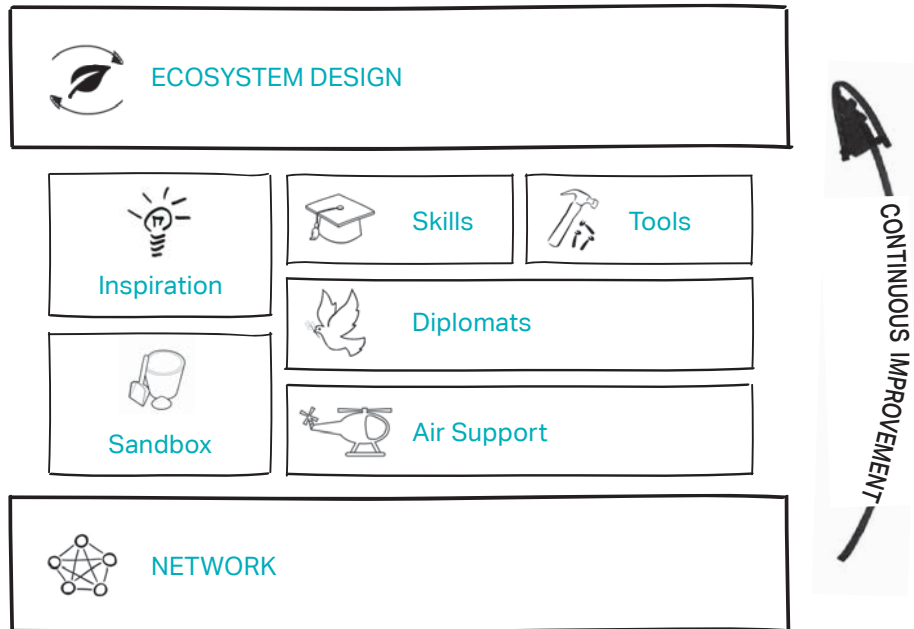 ECOSYSTEM DESIGN
Inspiration
Skills
Tools
Diplomats
Sandbox
Air Support
NETWORK
CONTINUOUS IMPROVEMENT